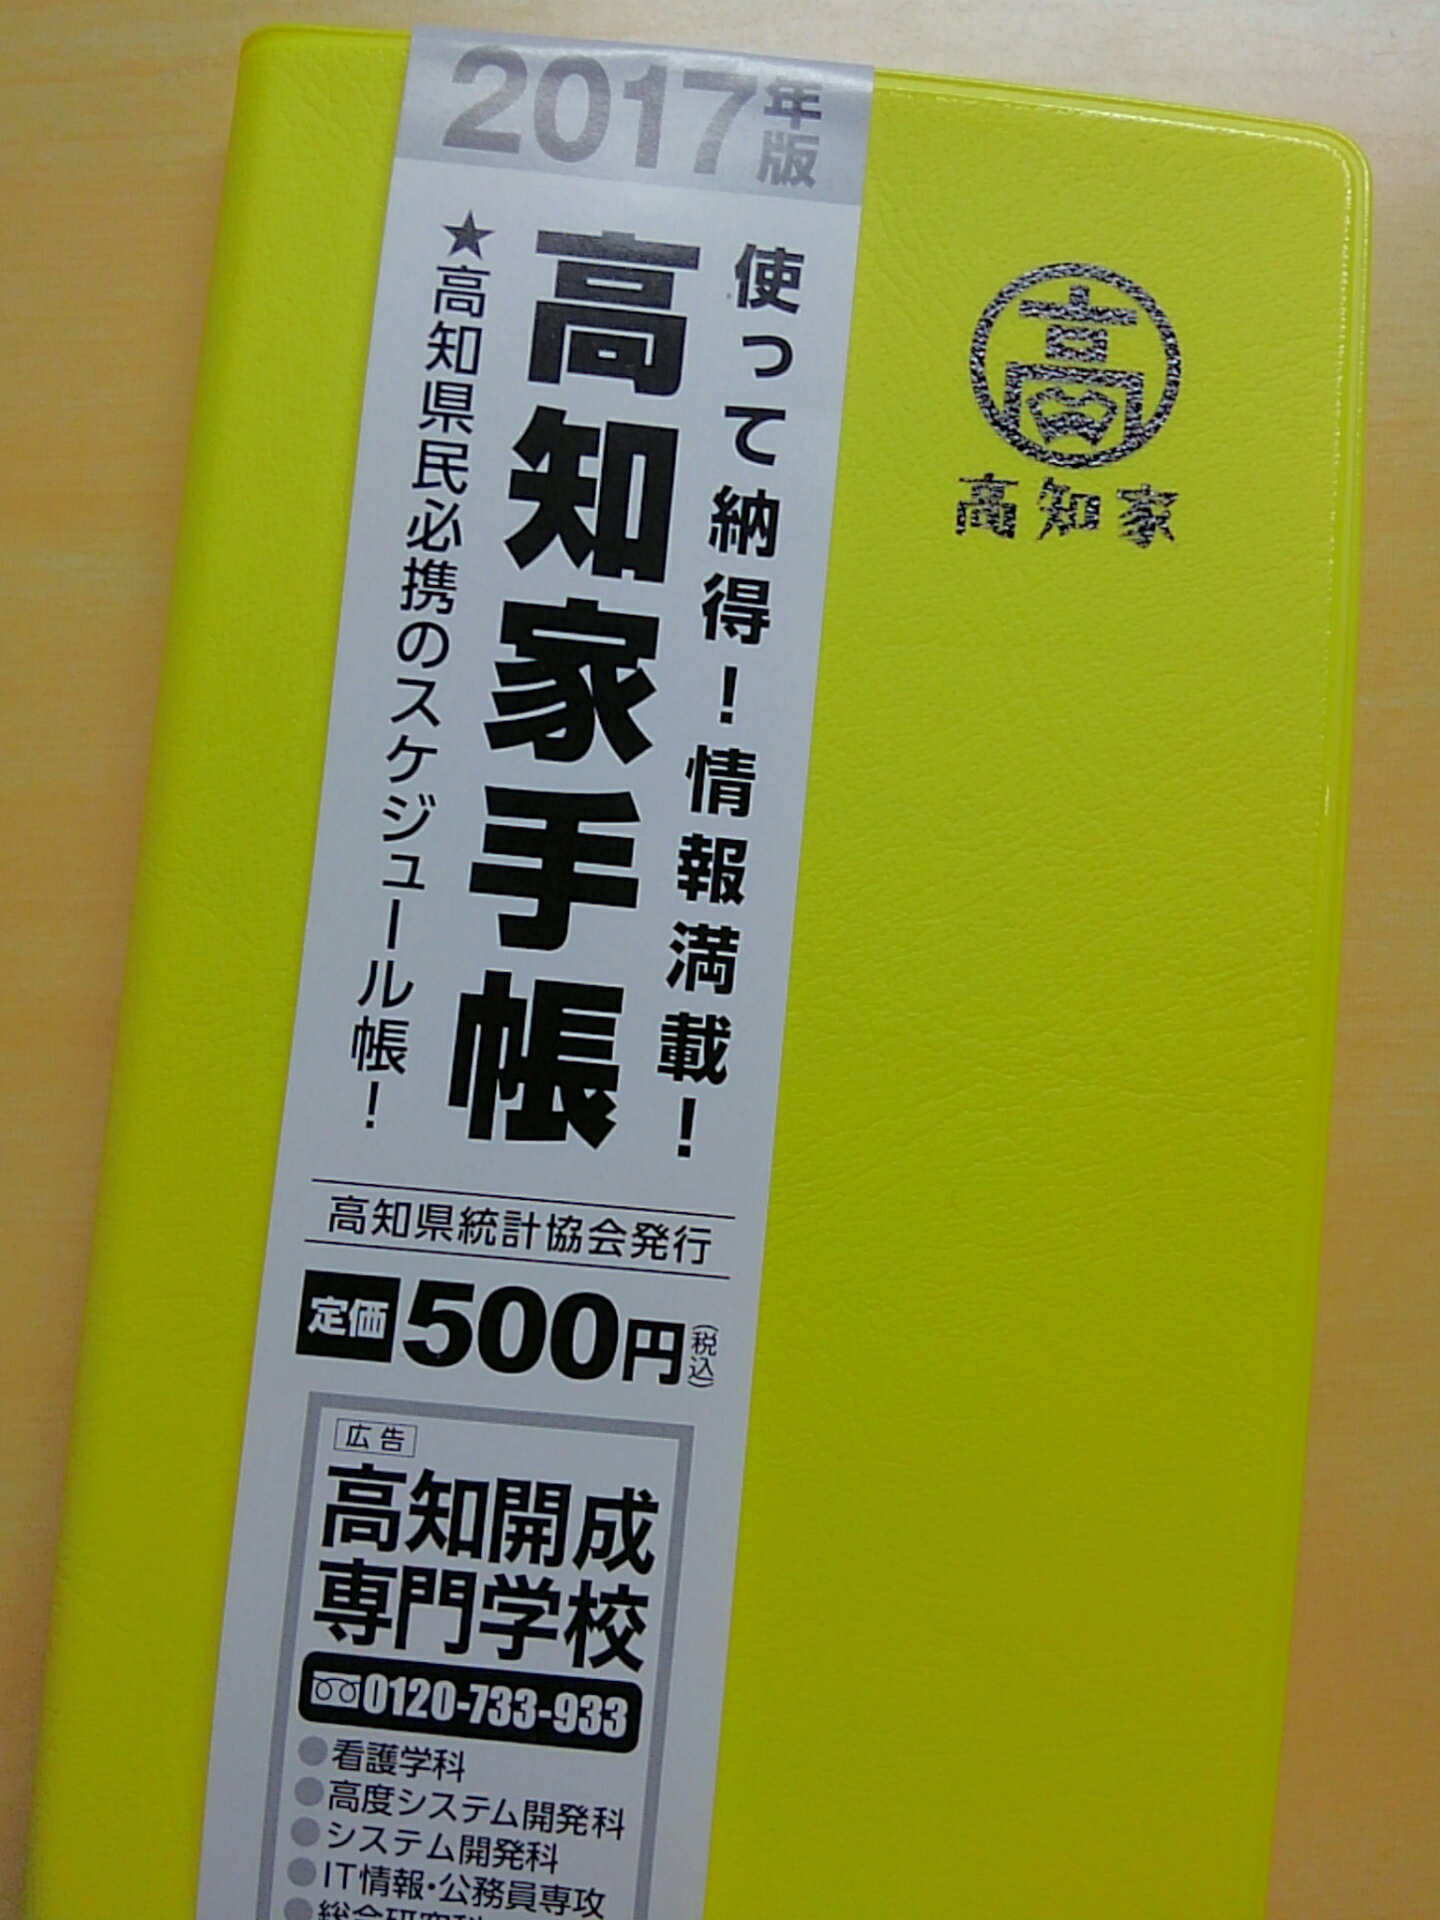 2017年版
使って納得！情報満載！
高知家手帳
★高知県民必携のスケジュール帳！
高知県統計協会発行
定価500円(税込)
広告
高知開成
専門学校
0120-733-933
●看護学科
●高度システム開発科
●システム開発科
●IT情報・公務員専攻
高
高知家